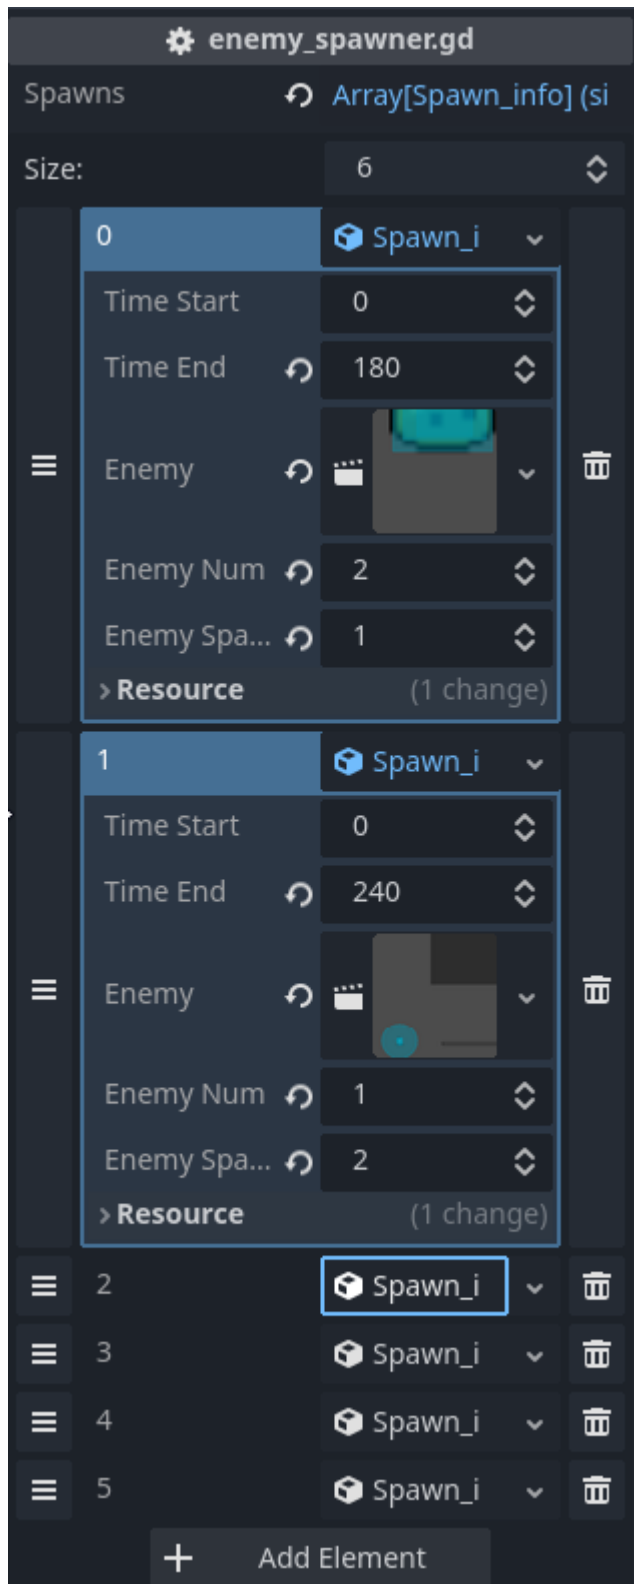 enemy_spawner.gd
Spawns Array[Spawn_info] (si
Size: 6
0 Spawn_i
Time Start 0
Time End 180
Enemy
Enemy Num 2
Enemy Spa... 1
Resource (1 change)
1 Spawn_i
Time Start 0
Time End 240
Enemy
Enemy Num 1
Enemy Spa... 2
Resource (1 change)
2 Spawn_i
3 Spawn_i
4 Spawn_i
5 Spawn_i
Add Element